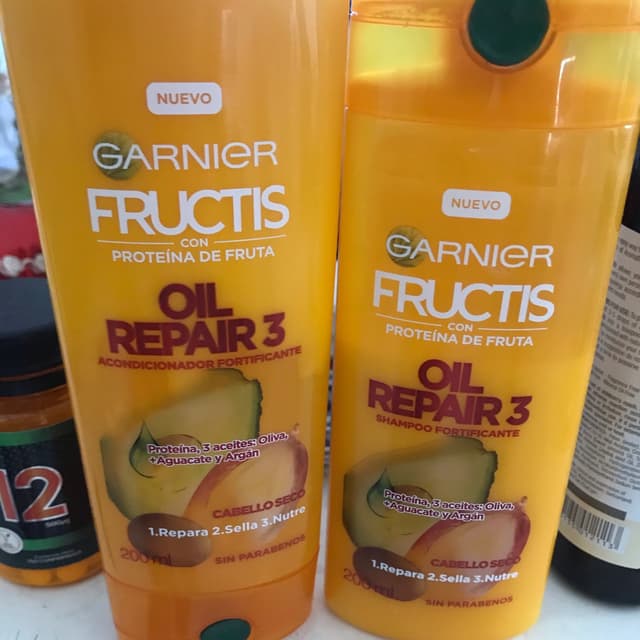 NUEVO
GARNIER
FRUCTIS
CON
PROTEÍNA DE FRUTA
OIL
REPAIR 3
ACONDICIONADOR FORTIFICANTE
Proteína, 3 aceites: Oliva,
+Aguacate y Argán
CABELLO SECO
1.Repara 2.Sella 3.Nutre
200 ml
SIN PARABENOS
NUEVO
GARNIER
FRUCTIS
CON
PROTEÍNA DE FRUTA
OIL
REPAIR 3
SHAMPOO FORTIFICANTE
Proteína, 3 aceites: Oliva,
+Aguacate y Argán
CABELLO SECO
1.Repara 2.Sella 3.Nutre
200 ml
SIN PARABENOS
12